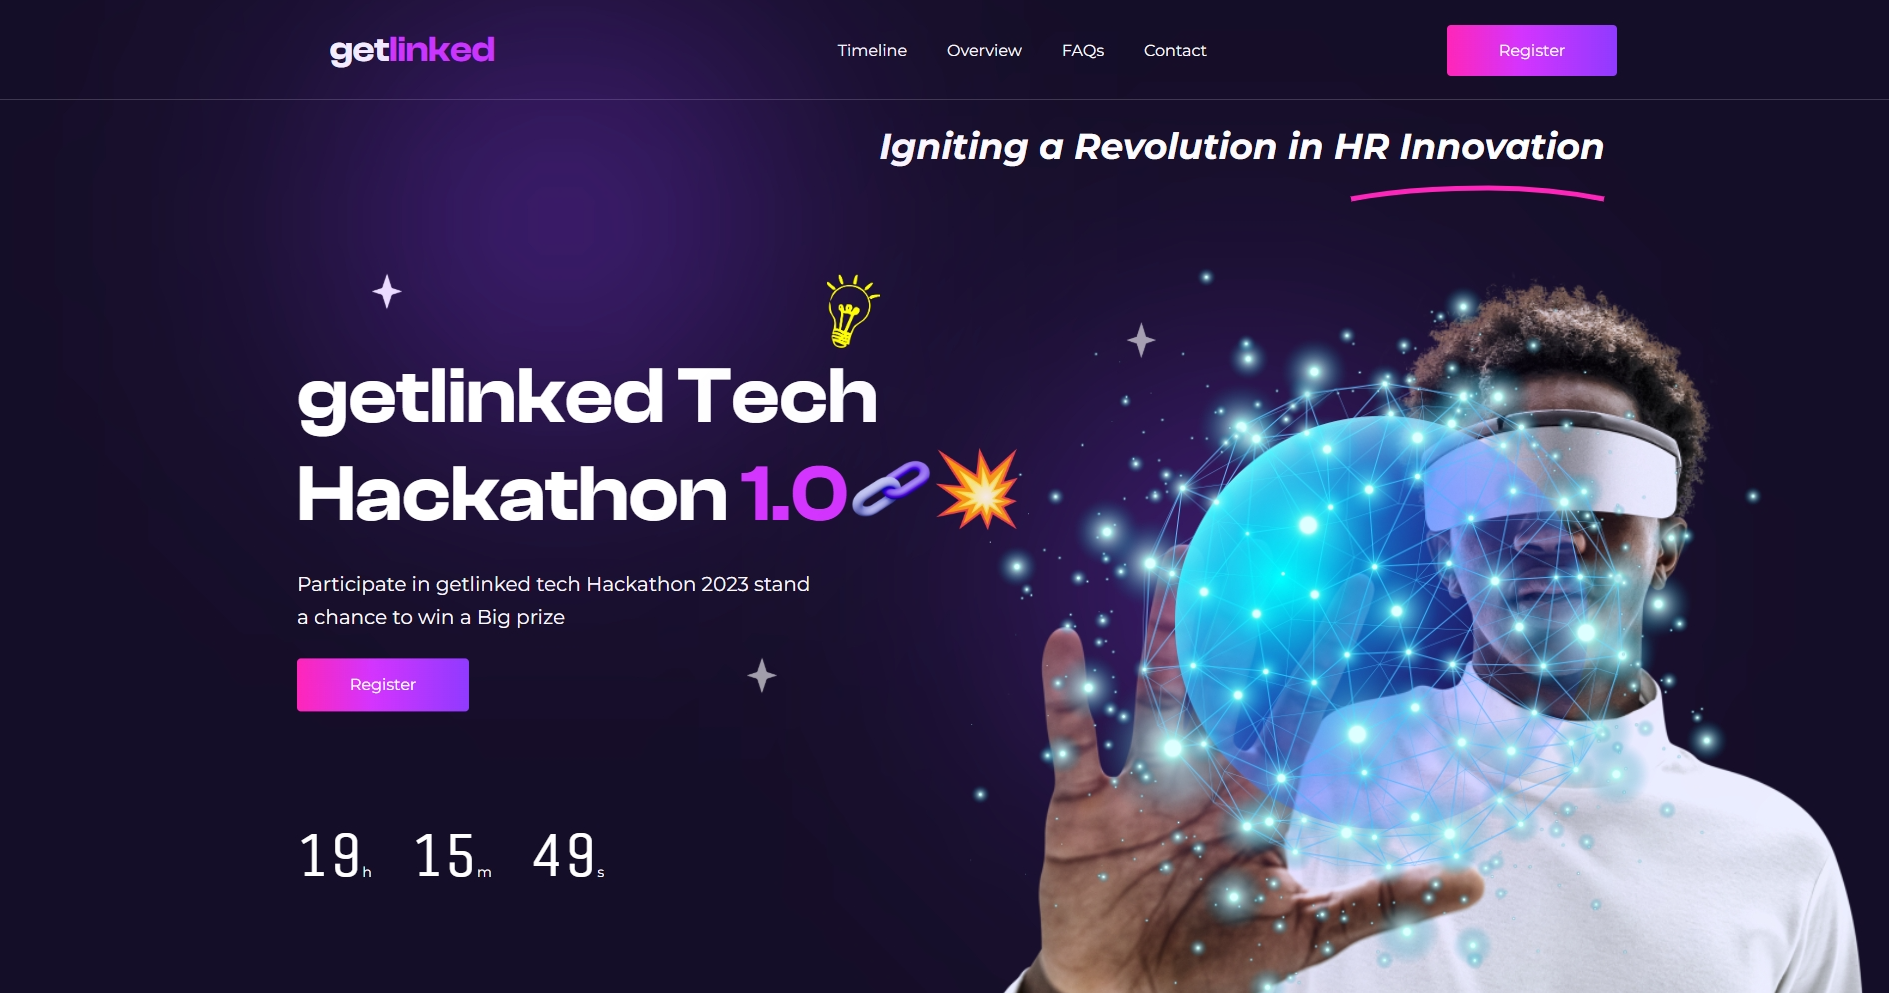 getlinked
Timeline Overview FAQs Contact
Register
Igniting a Revolution in HR Innovation
getlinked Tech
Hackathon 1.0
Participate in getlinked tech Hackathon 2023 stand
a chance to win a Big prize
Register
19h 15m 49s